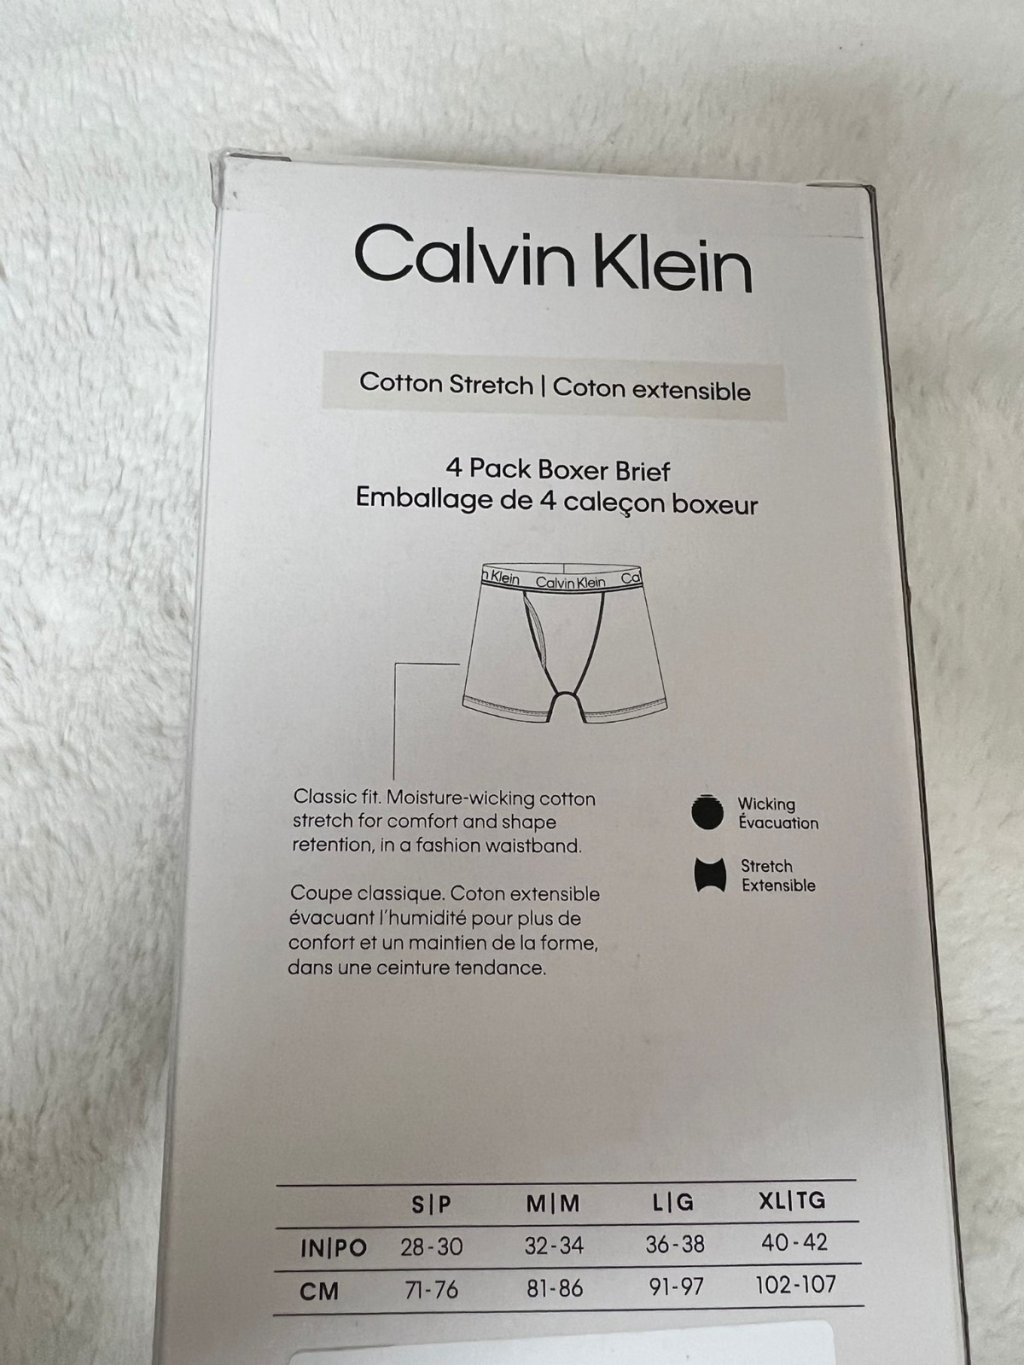 Calvin Klein
Cotton Stretch | Coton extensible
4 Pack Boxer Brief
Emballage de 4 caleçon boxeur
n Klein Calvin Klein Cal
Classic fit. Moisture-wicking cotton
stretch for comfort and shape
retention, in a fashion waistband.
Coupe classique. Coton extensible
évacuant l'humidité pour plus de
confort et un maintien de la forme,
dans une ceinture tendance.
Wicking
Évacuation
Stretch
Extensible
S|P M|M L|G XL|TG
IN|PO 28-30 32-34 36-38 40-42
CM 71-76 81-86 91-97 102-107